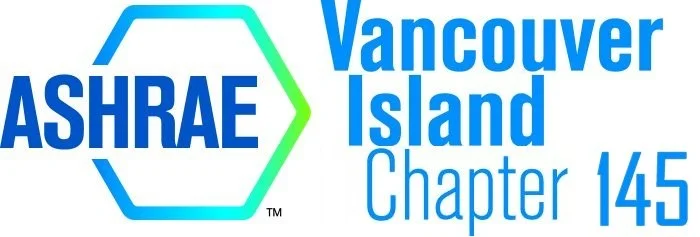 ASHRAE
™
Vancouver
Island
Chapter 145